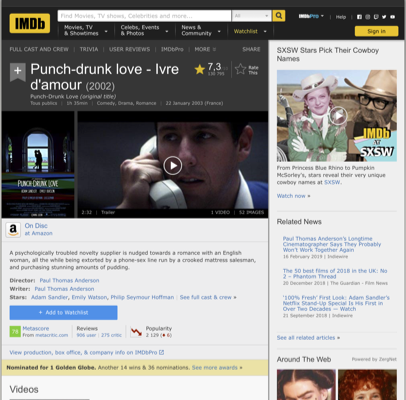 IMDb
Find Movies, TV shows, Celebrities and more...
All
IMDbPro
Help
Movies, TV & Showtimes
Celebs, Events & Photos
News & Community
Watchlist
Sign in
FULL CAST AND CREW | TRIVIA | USER REVIEWS | IMDbPro | MORE
SHARE
Punch-drunk love - Ivre
d'amour (2002)
Punch-Drunk Love (original title)
Tous publics | 1h 35min | Comedy, Drama, Romance | 22 January 2003 (France)
7,3
Rate
This
PUNCH-DRUNK LOVE
2:32 | Trailer
1 VIDEO | 52 IMAGES
On Disc
at Amazon
A psychologically troubled novelty supplier is nudged towards a romance with an English
woman, all the while being extorted by a phone-sex line run by a crooked mattress salesman,
and purchasing stunning amounts of pudding.
Director: Paul Thomas Anderson
Writer: Paul Thomas Anderson
Stars: Adam Sandler, Emily Watson, Philip Seymour Hoffman | See full cast & crew »
+ Add to Watchlist
Metascore
From metacritic.com
Reviews
906 user | 275 critic
Popularity
2 129
View production, box office, & company info on IMDbPro
Nominated for 1 Golden Globe. Another 14 wins & 36 nominations. See more awards »
Videos
SXSW Stars Pick Their Cowboy
Names
IMDb
AT
SXSW
From Princess Blue Rhino to Pumpkin
McSorley's, stars reveal their very
unique cowboy names at SXSW.
Watch now »
Related News
Paul Thomas Anderson's Longtime
Cinematographer Says They Probably
Won't Work Together Again
16 February 2019 | Indiewire
The 50 best films of 2018 in the UK: No
2 – Phantom Thread
20 December 2018 | The Guardian - Film News
'100% Fresh' First Look: Adam Sandler's
Netflix Stand-Up Special Is His First in
Over Two Decades -- Watch
21 September 2018 | Indiewire
See all related articles »
Around The Web
Powered by ZergNet